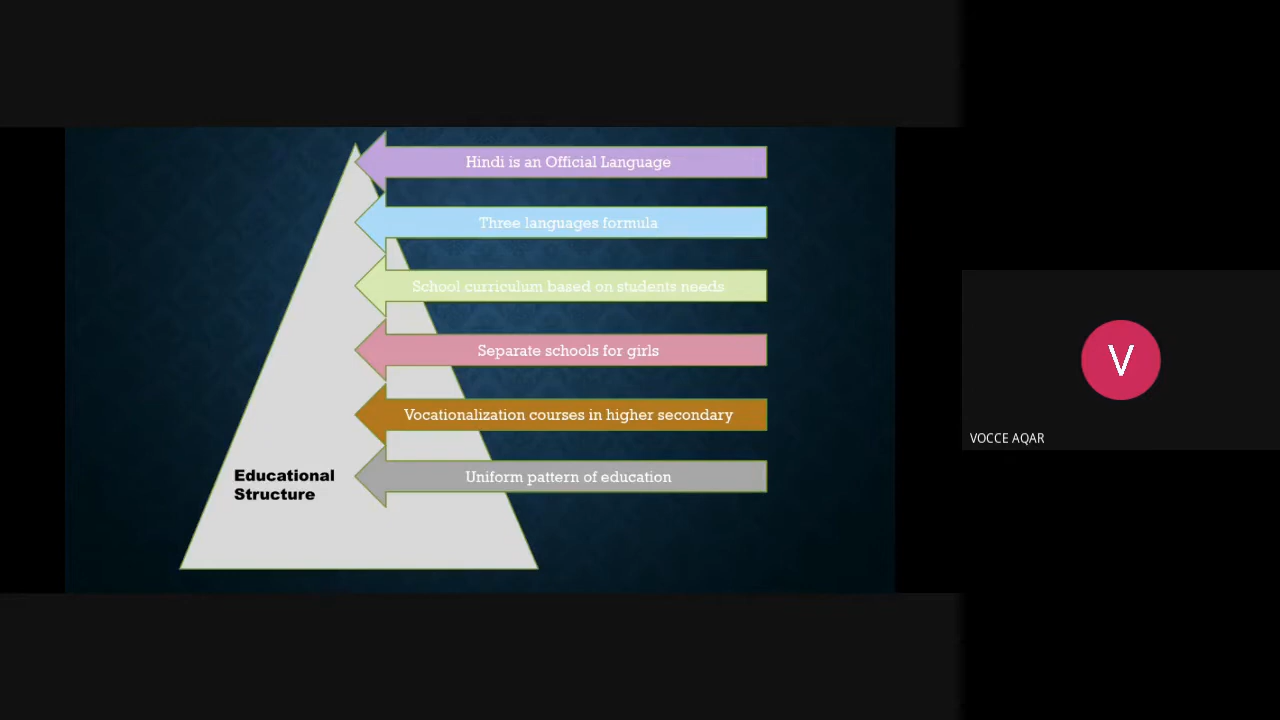 Hindi is an Official Language
Three languages formula
School curriculum based on students needs
Separate schools for girls
Vocationalization courses in higher secondary
Uniform pattern of education
Educational
Structure
V
VOCCE AQAR